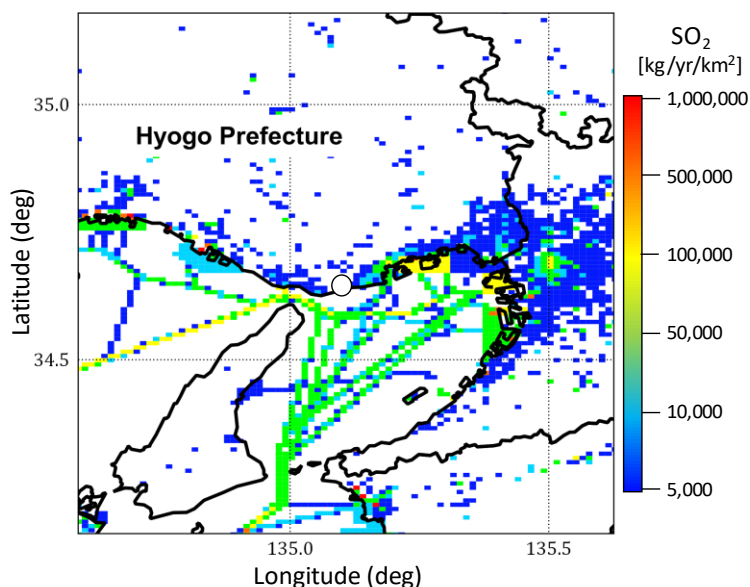 SO2
[kg/yr/km2]
1,000,000
35.0
Hyogo Prefecture
500,000
Latitude (deg)
100,000
50,000
34.5
10,000
5,000
135.0
135.5
Longitude (deg)